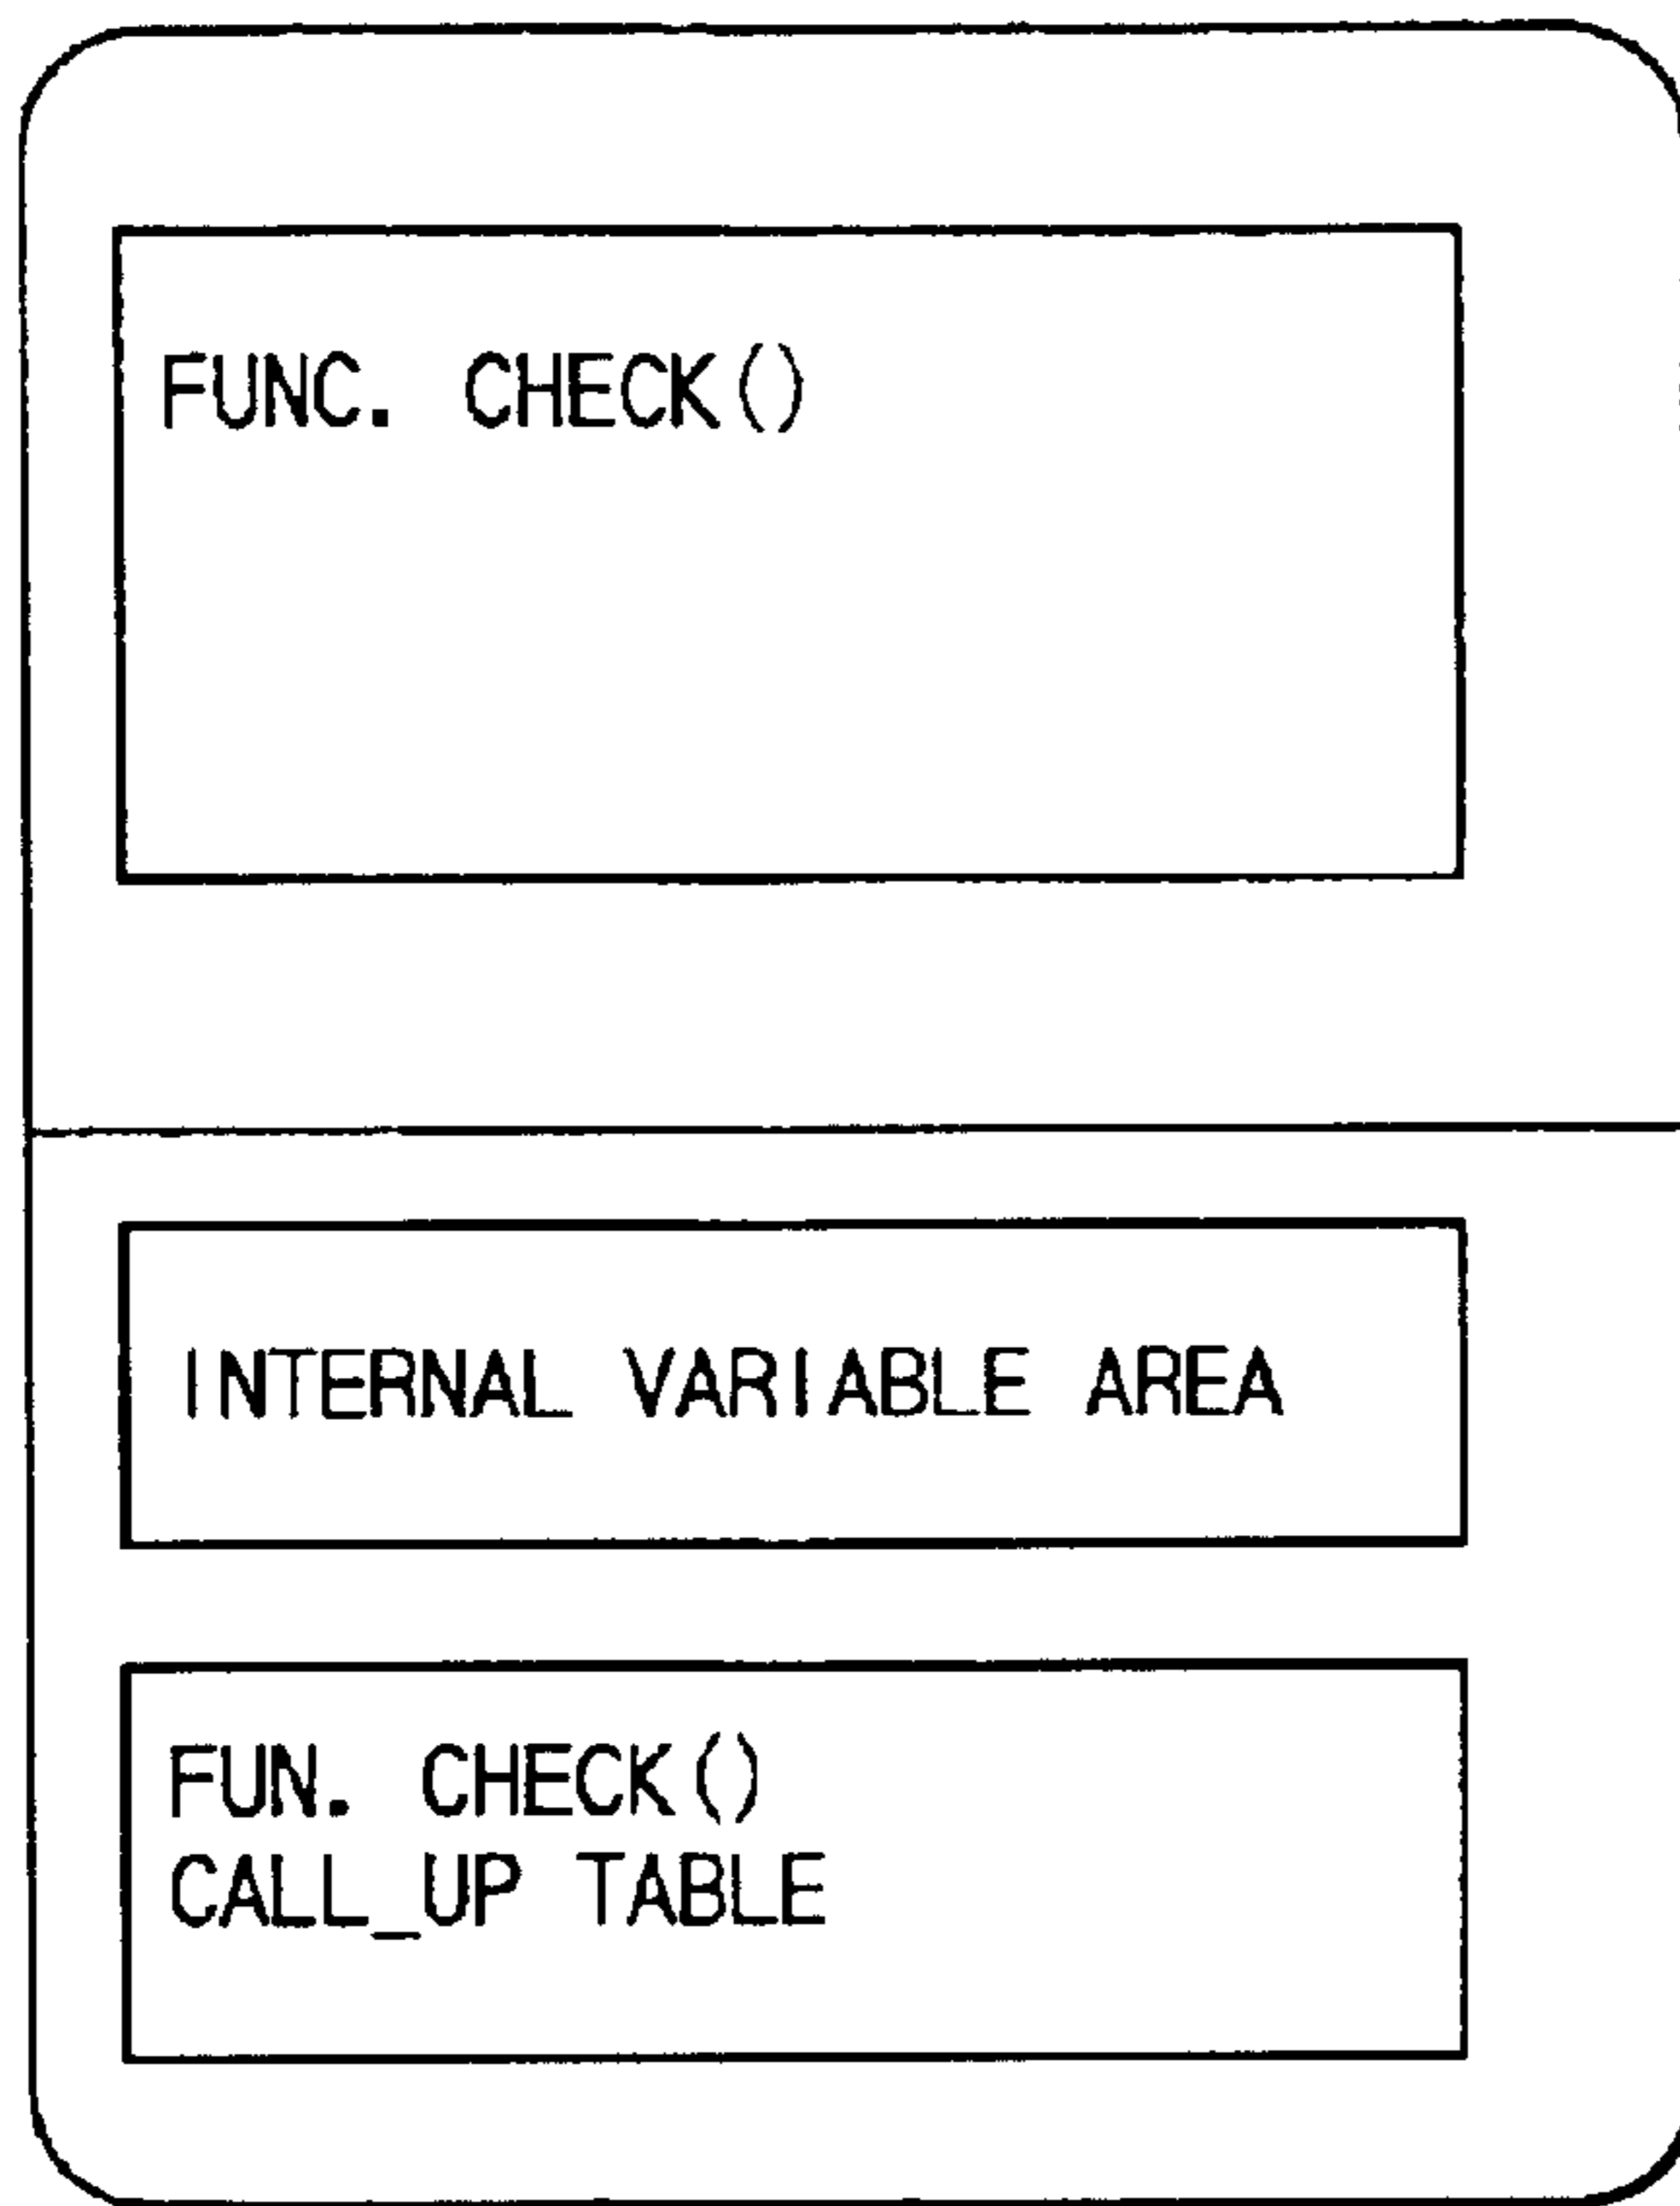 FUNC. CHECK()
INTERNAL VARIABLE AREA
FUN. CHECK()
CALL_UP TABLE